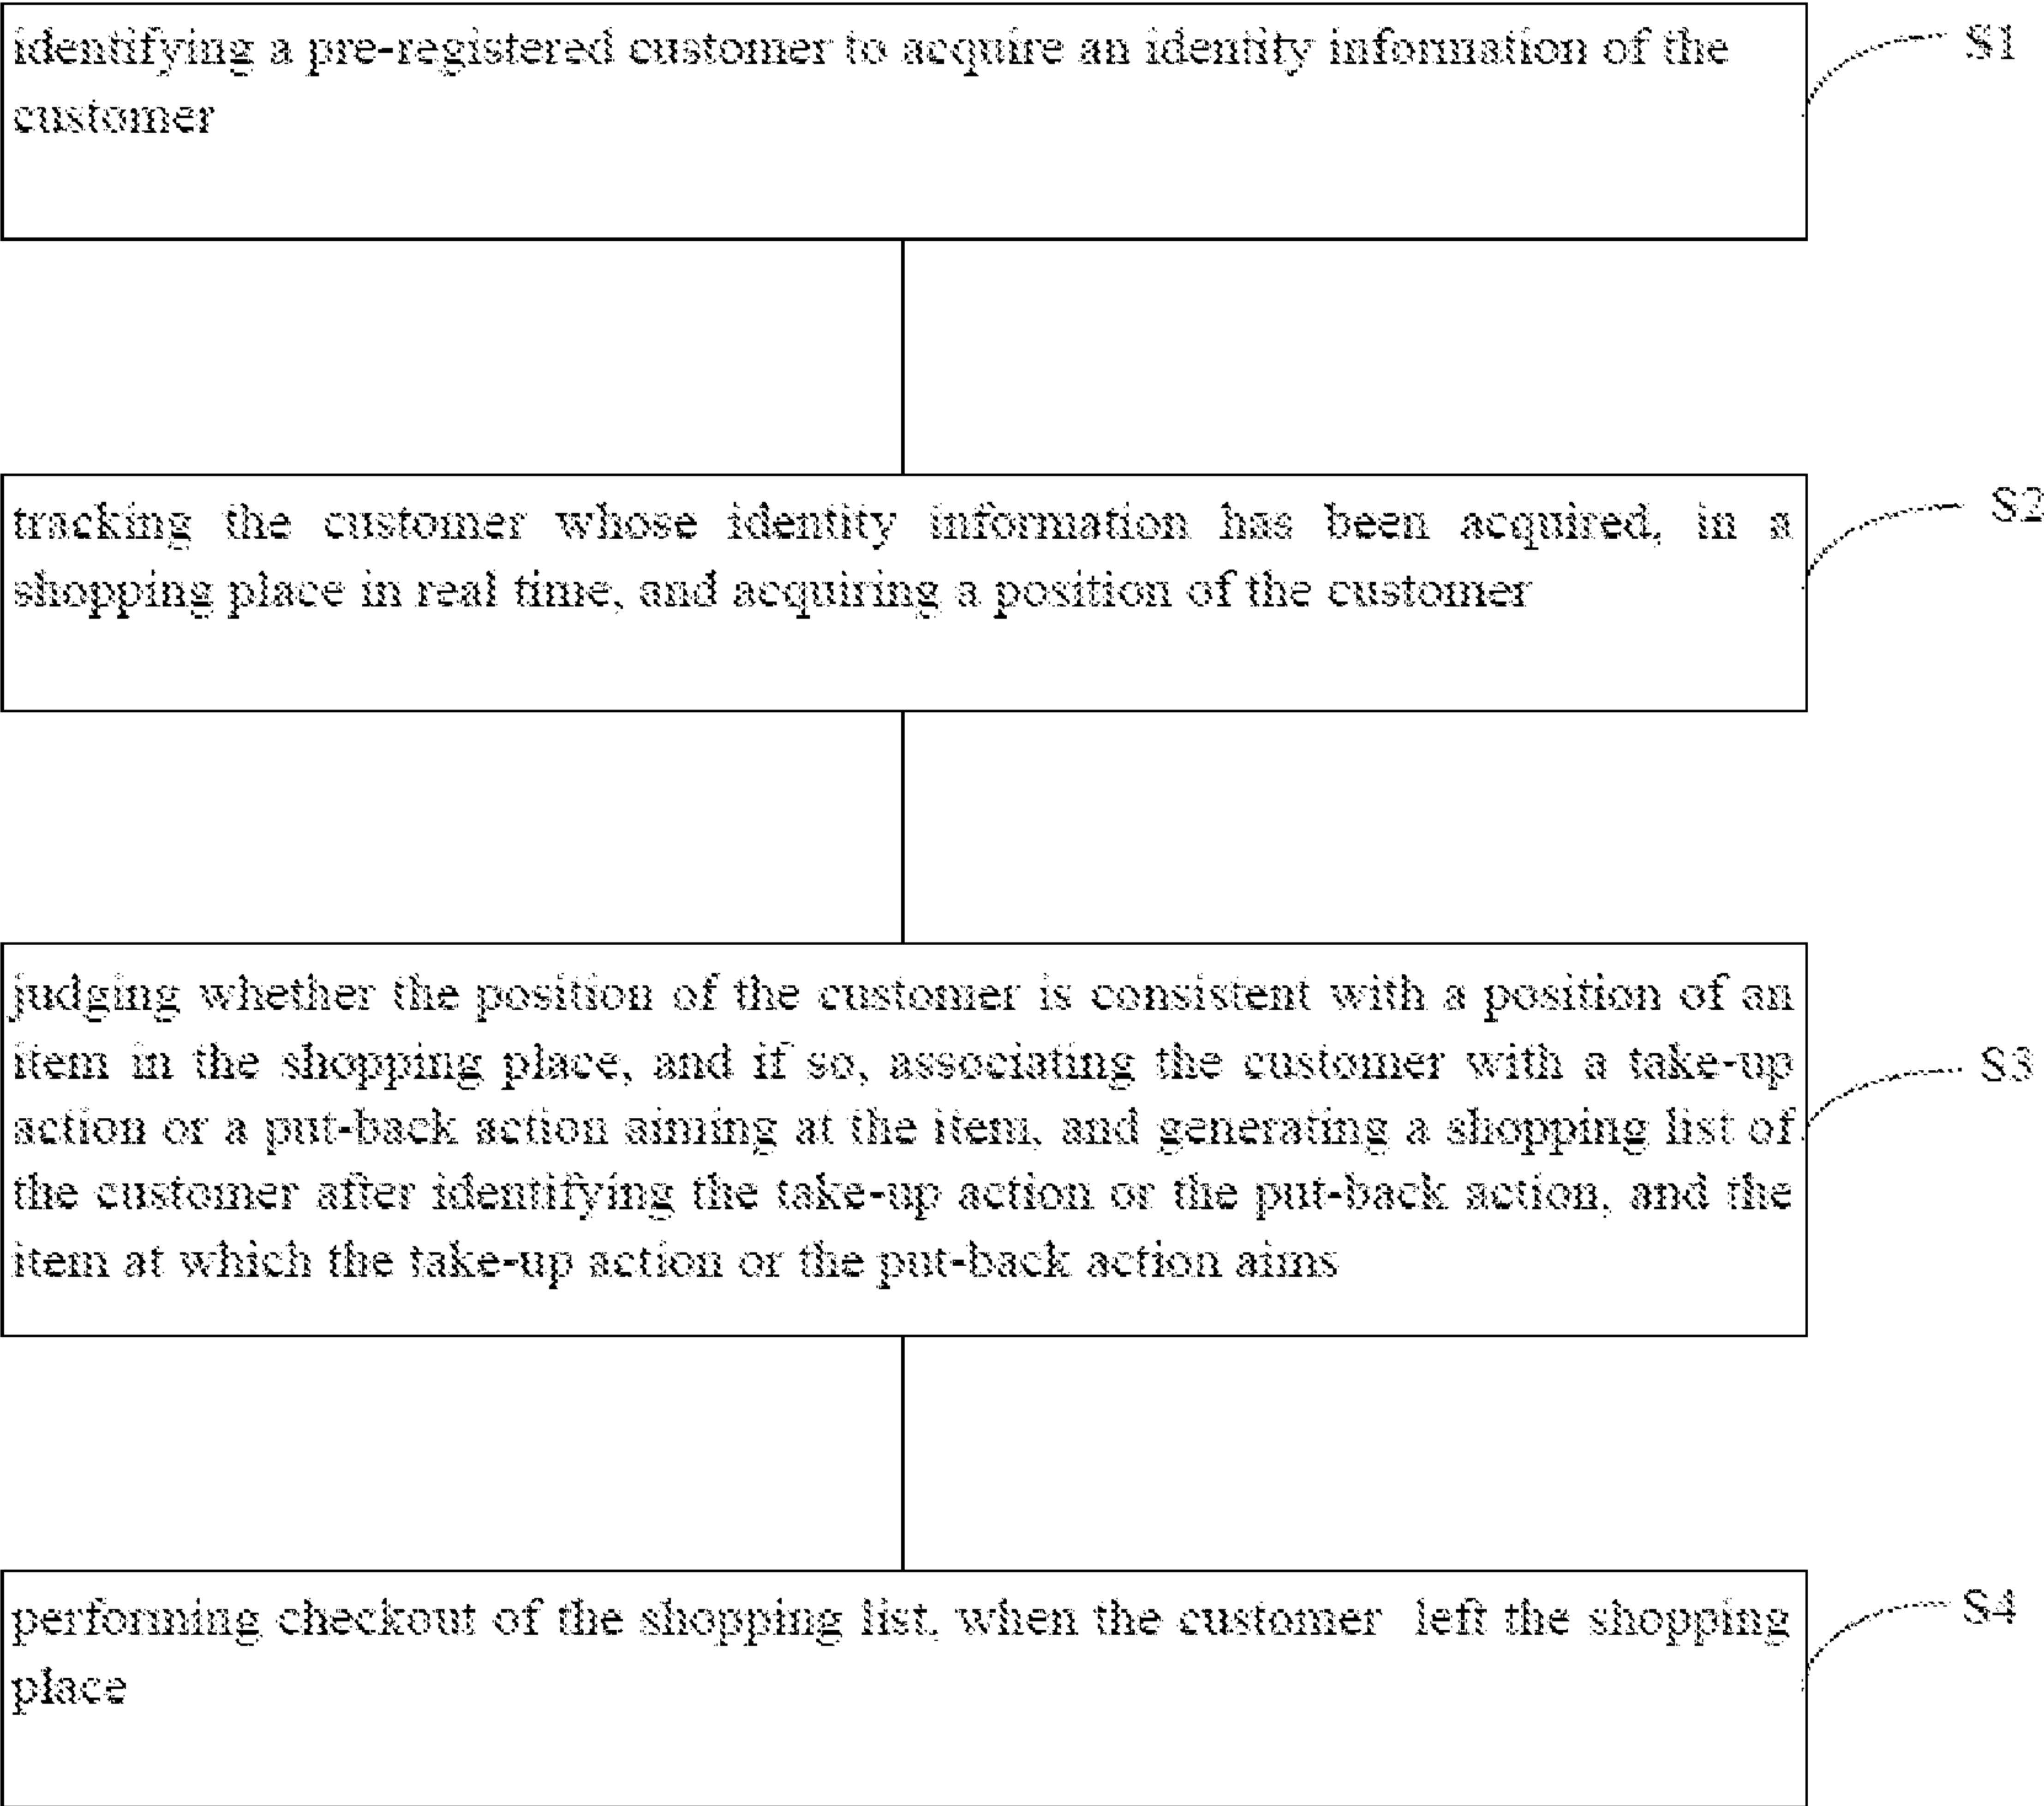 identifying a pre-registered customer to acquire an identity information of the
customer
S1
tracking the customer whose identity information has been acquired, in a
shopping place in real time, and acquiring a position of the customer
S2
judging whether the position of the customer is consistent with a position of an
item in the shopping place, and if so, associating the customer with a take-up
action or a put-back action aiming at the item, and generating a shopping list of
the customer after identifying the take-up action or the put-back action, and the
item at which the take-up action or the put-back action aims
S3
performing checkout of the shopping list, when the customer left the shopping
place
S4